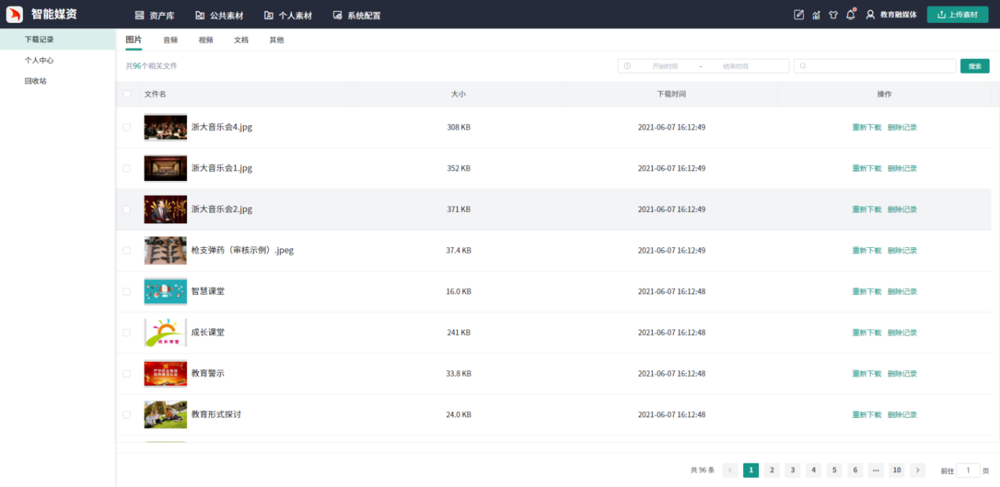 智能媒资
资产库 公共素材 个人素材 系统配置
教育融媒体 上传素材
下载记录
个人中心
回收站
图片 音频 视频 文档 其他
共96个相关文件
开始时间 - 结束时间 搜索
文件名 大小 下载时间 操作
浙大音乐会4.jpg 308 KB 2021-06-07 16:12:49 重新下载 删除记录
浙大音乐会1.jpg 352 KB 2021-06-07 16:12:49 重新下载 删除记录
浙大音乐会2.jpg 371 KB 2021-06-07 16:12:49 重新下载 删除记录
枪支弹药（审核示例）.jpeg 37.4 KB 2021-06-07 16:12:49 重新下载 删除记录
智慧课堂 16.0 KB 2021-06-07 16:12:48 重新下载 删除记录
成长课堂 241 KB 2021-06-07 16:12:48 重新下载 删除记录
教育警示 33.8 KB 2021-06-07 16:12:48 重新下载 删除记录
教育形式探讨 24.0 KB 2021-06-07 16:12:48 重新下载 删除记录
共 96 条 < 1 2 3 4 5 6 ··· 10 > 前往 1 页